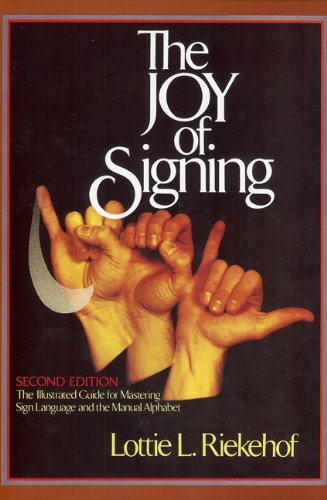 The
JOY
of
Signing
SECOND EDITION
The Illustrated Guide for Mastering
Sign Language and the Manual Alphabet
Lottie L. Riekehof